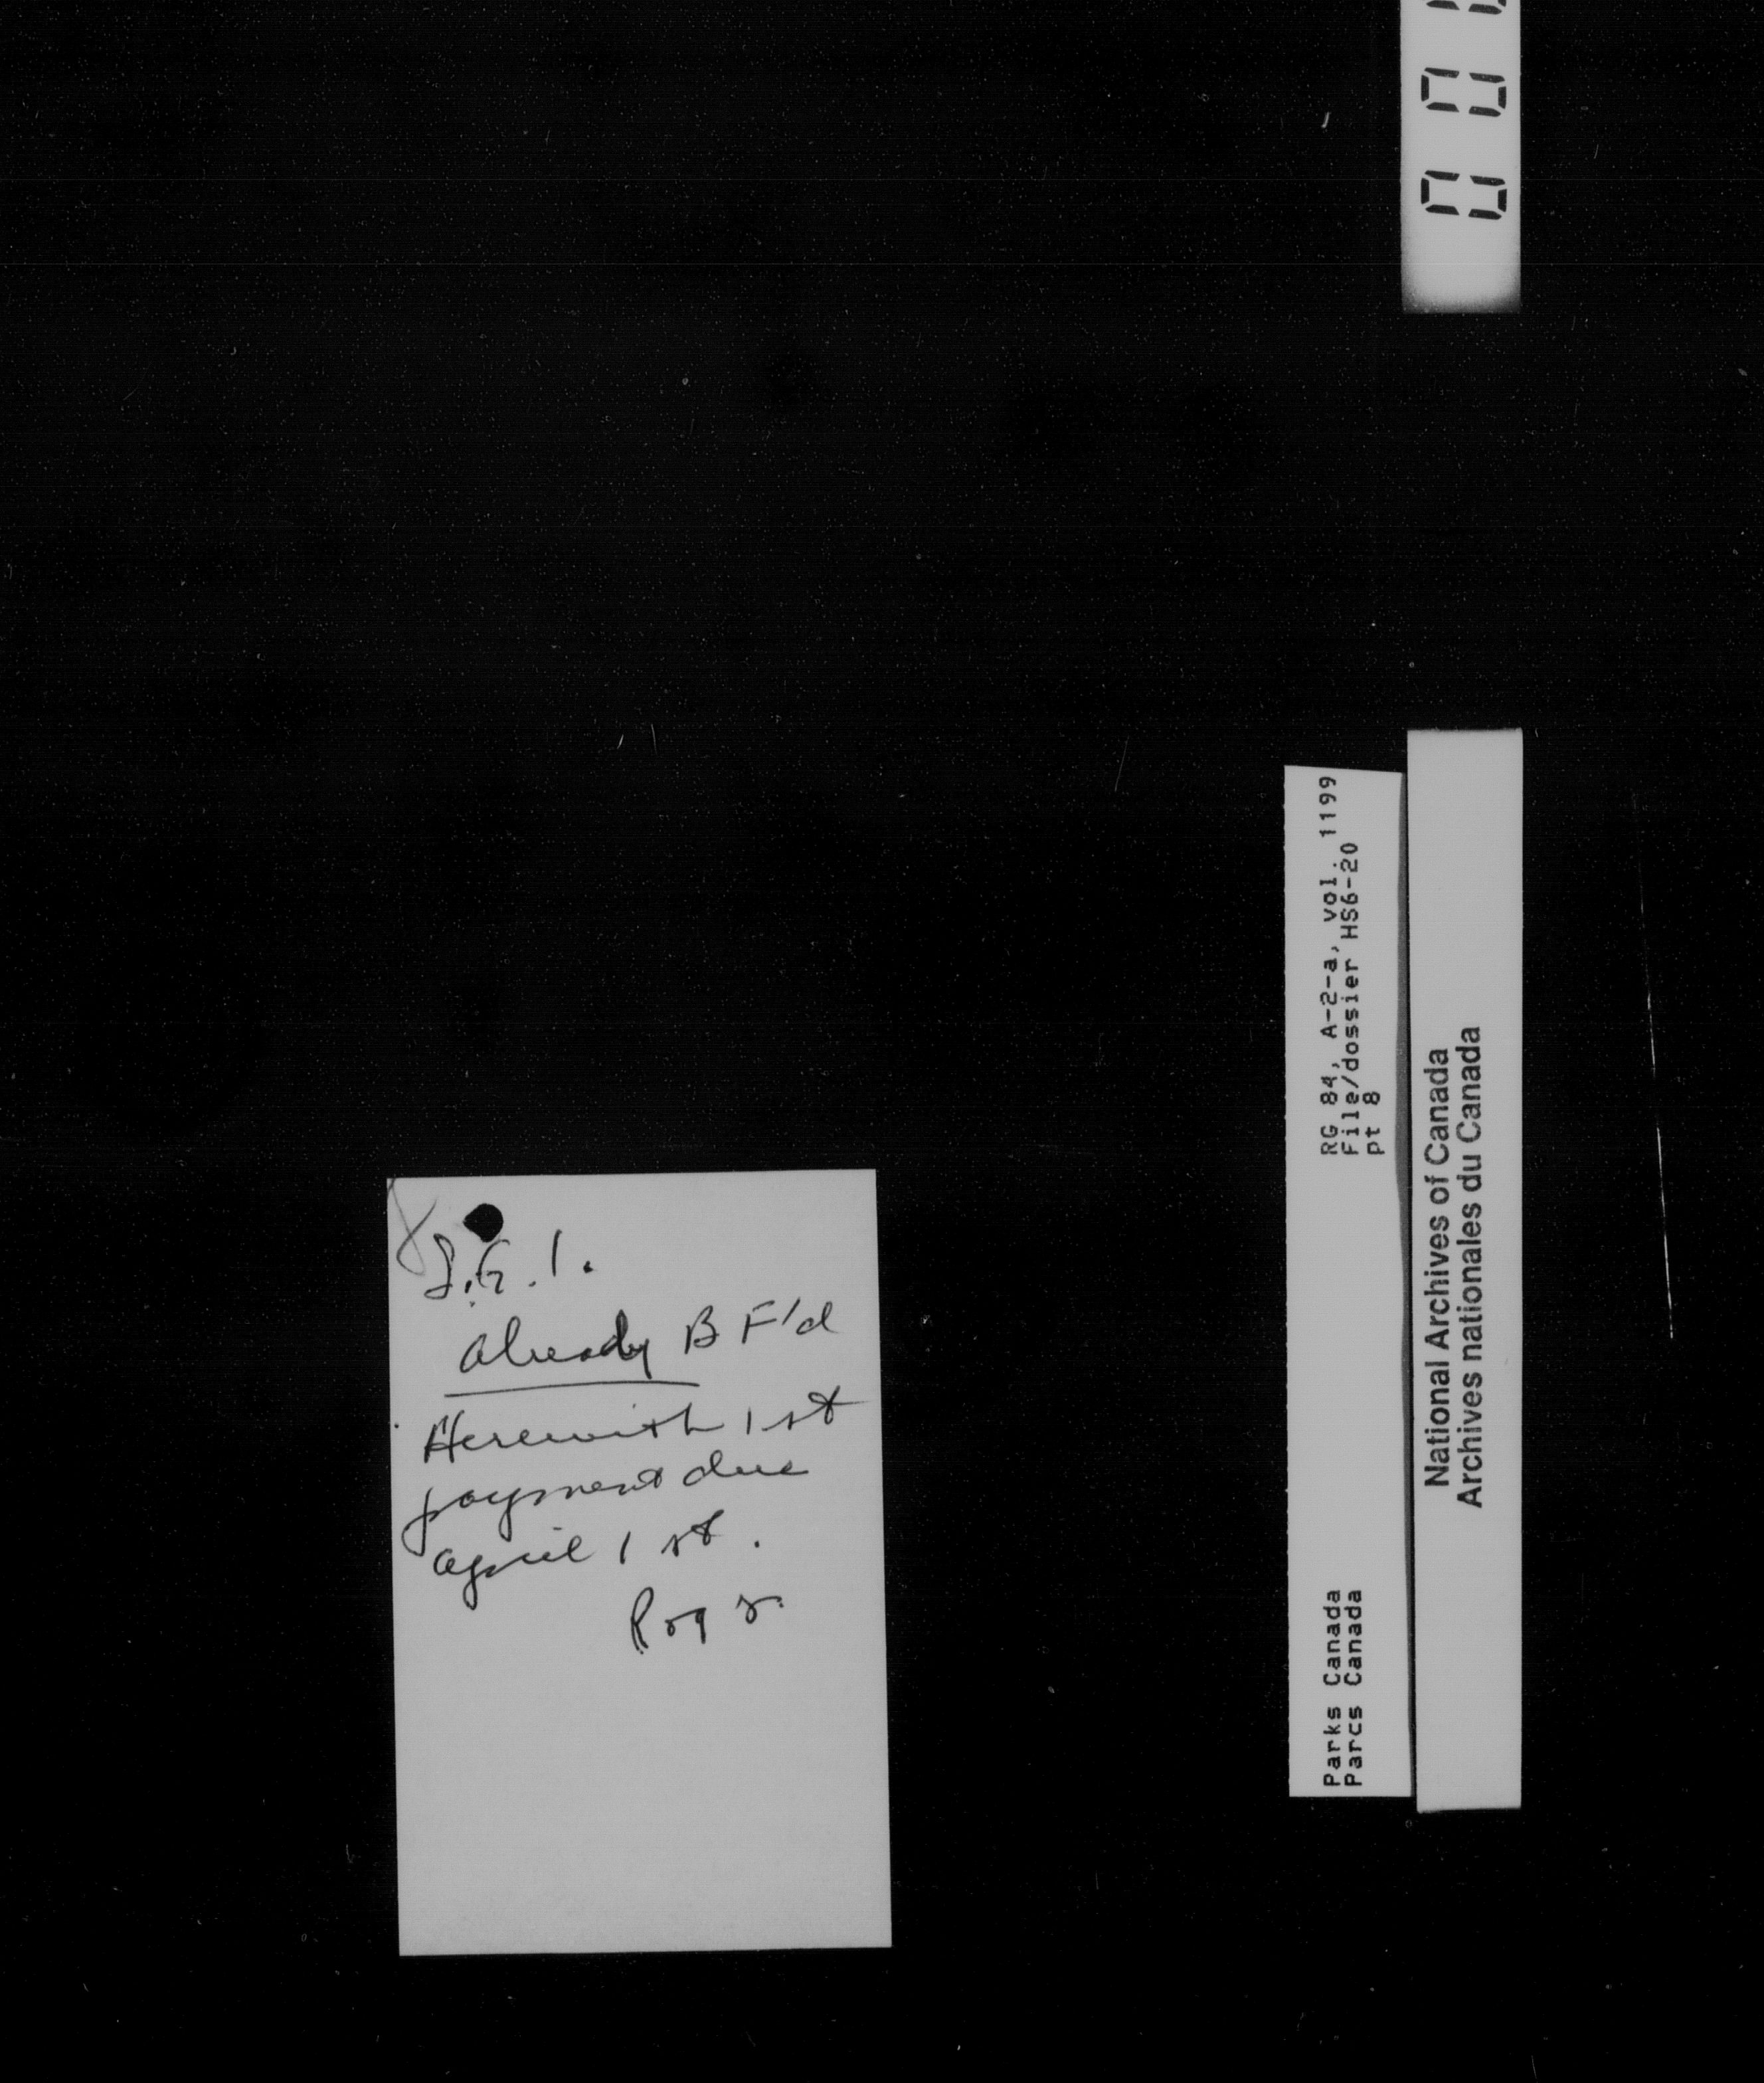 S.G.1.
Already B F'd
Herewith 1st
payment due
April 1st.
RG 84, A-2-a, vol. 1199
File/dossier HS6-20
pt 8
Parks Canada
Parcs Canada
National Archives of Canada
Archives nationales du Canada